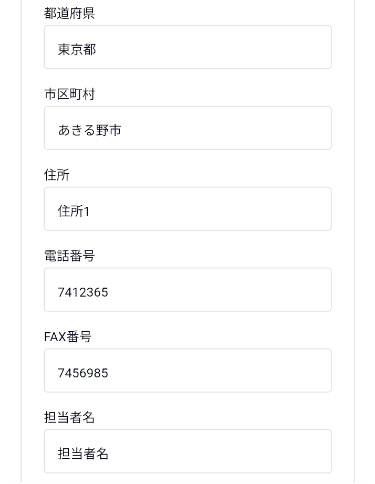 都道府県
東京都
市区町村
あきる野市
住所
住所1
電話番号
7412365
FAX番号
7456985
担当者名
担当者名